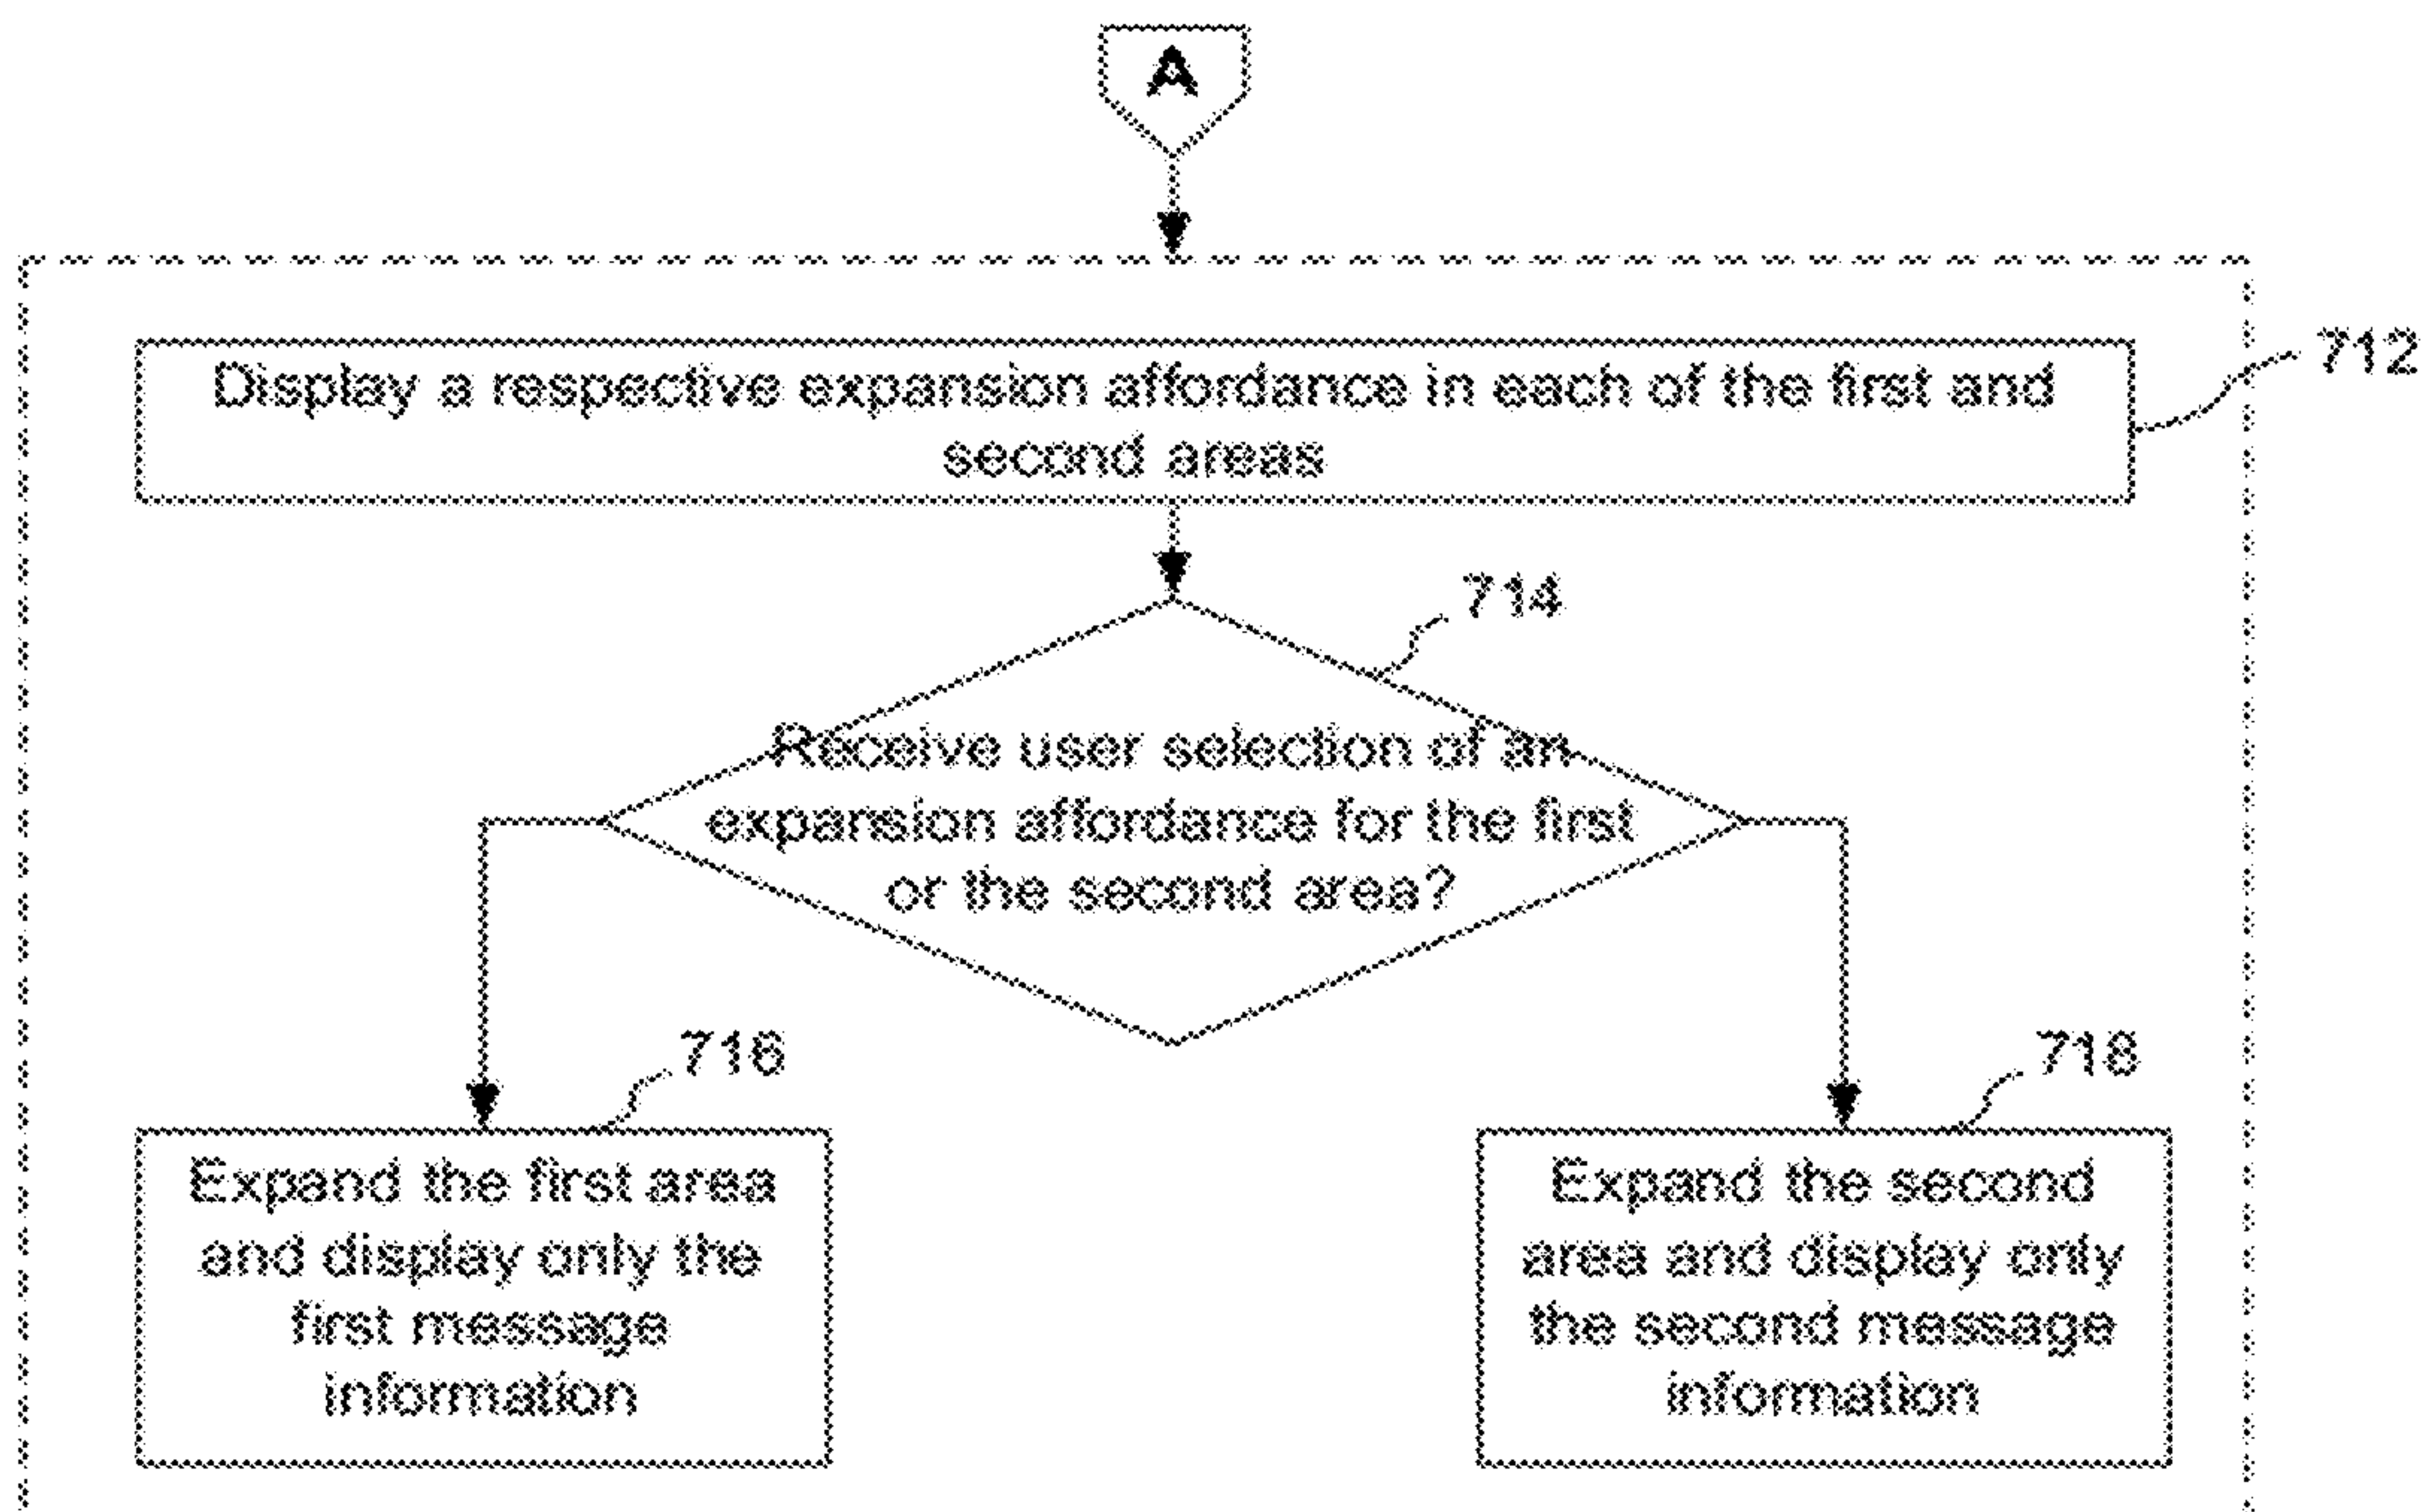 A
Display a respective expansion affordance in each of the first and
second areas
712
714
Receive user selection of an
expansion affordance for the first
or the second area?
716
718
Expand the first area
and display only the
first message
information
Expand the second
area and display only
the second message
information